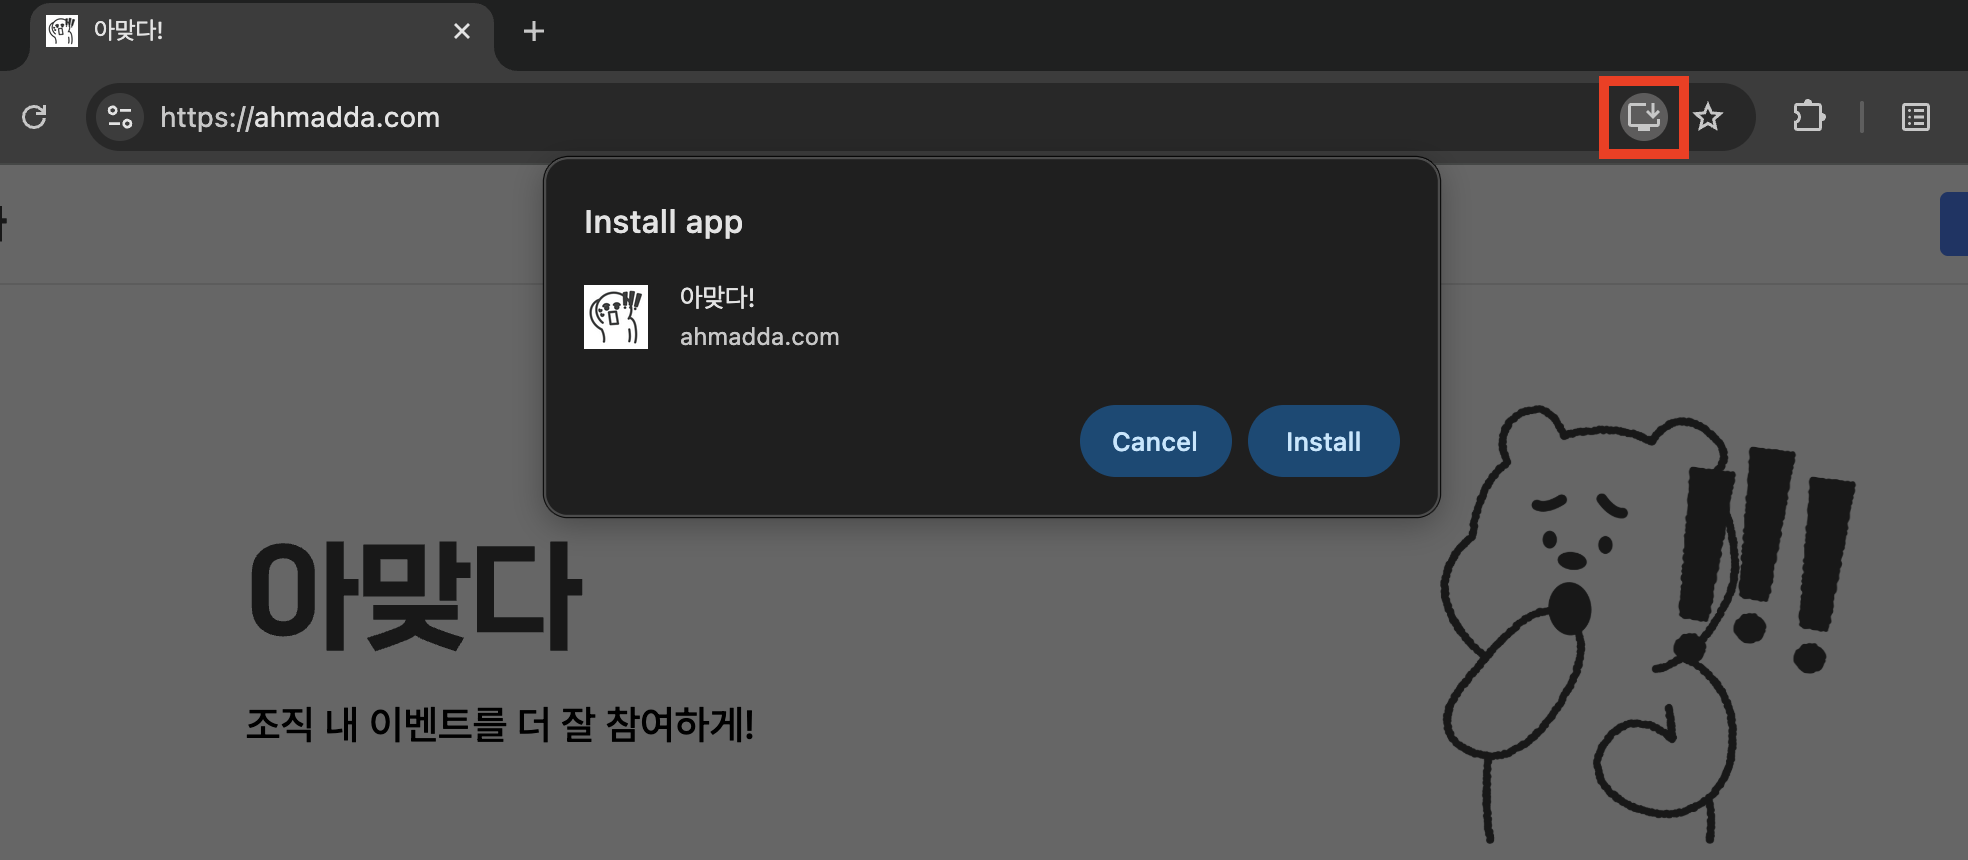 아맞다!
https://ahmadda.com
Install app
아맞다!
ahmadda.com
Cancel
Install
아맞다
조직 내 이벤트를 더 잘 참여하게!
!!!